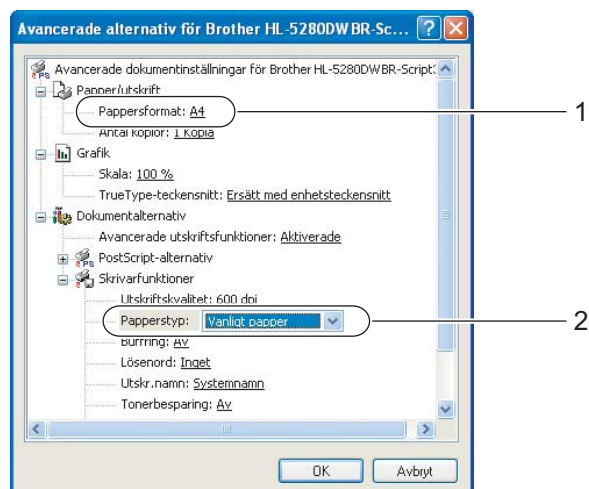 Avancerade alternativ för Brother HL-5280DW BR-Sc...
Avancerade dokumentinställningar för Brother HL-5280DW BR-Script3
Papper/utskrift
Pappersformat: A4
1
Antal kopior: 1 Kopia
Grafik
Skala: 100 %
TrueType-teckensnitt: Ersätt med enhetsteckensnitt
Dokumentalternativ
Avancerade utskriftsfunktioner: Aktiverade
PostScript-alternativ
Skrivarfunktioner
Utskriftskvalitet: 600 dpi
Papperstyp: Vanligt papper
2
Buffring: Av
Lösenord: Inget
Utskr.namn: Systemnamn
Tonerbesparing: Av
OK
Avbryt